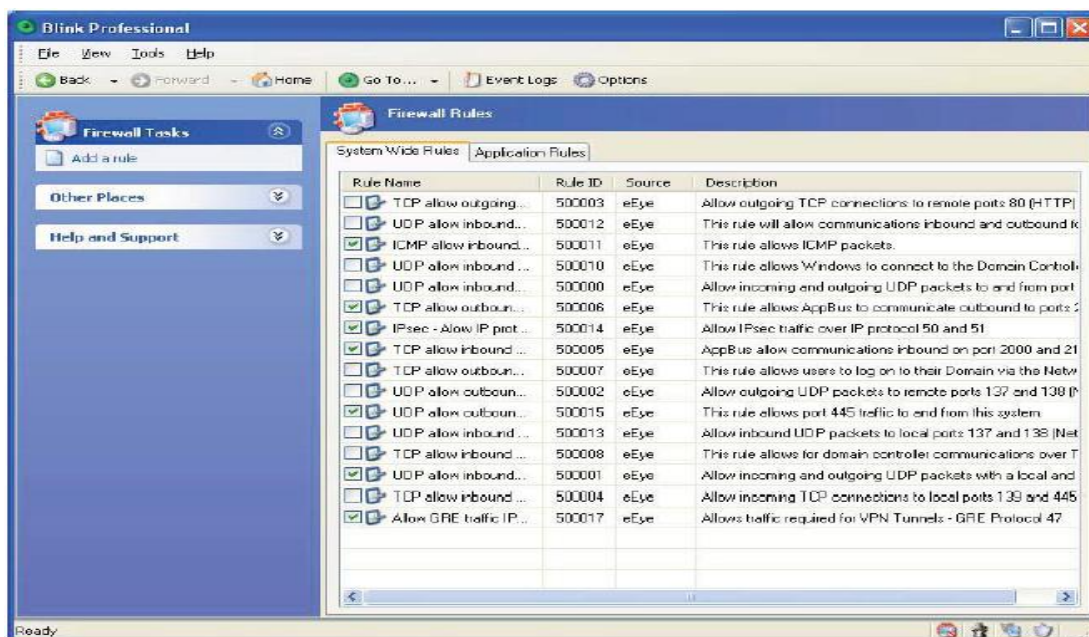 Blink Professional
File View Tools Help
Back Forward Home Go To... Event Logs Options
Firewall Tasks
Add a rule
Other Places
Help and Support
Firewall Rules
System Wide Rules Application Rules
Rule Name Rule ID Source Description
TCP allow outgoing... 500003 eEye Allow outgoing TCP connections to remote ports 80 (HTTP)
UDP allow inbound... 500012 eEye This rule will allow communications inbound and outbound fo
ICMP allow inbound... 500011 eEye This rule allows ICMP packets.
UDP allow inbound ... 500010 eEye This rule allows Windows to connect to the Domain Controll
UDP allow inbound... 500000 eEye Allow incoming and outgoing UDP packets to and from port
TCP allow outboun... 500006 eEye This rule allows AppBus to communicate outbound to ports 2
IPsec - Alow IP prot... 500014 eEye Allow IPsec traffic over IP protocol 50 and 51
TCP allow inbound ... 500005 eEye AppBus allow communications inbound on port 2000 and 21
TCP allow outboun... 500007 eEye This rule allows users to log on to their Domain via the Netw
UDP allow outboun... 500002 eEye Allow outgoing UDP packets to remote ports 137 and 138 (N
UDP allow outboun... 500015 eEye This rule allows port 445 traffic to and from this system
UDP allow inbound... 500013 eEye Allow inbound UDP packets to local ports 137 and 138 (Net
TCP allow inbound ... 500008 eEye This rule allows for domain controller communications over T
UDP allow inbound... 500001 eEye Allow incoming and outgoing UDP packets with a local and
TCP allow inbound ... 500004 eEye Allow incoming TCP connections to local ports 139 and 445
Allow GRE traffic IP... 500017 eEye Allows traffic required for VPN Tunnels - GRE Protocol 47
Ready